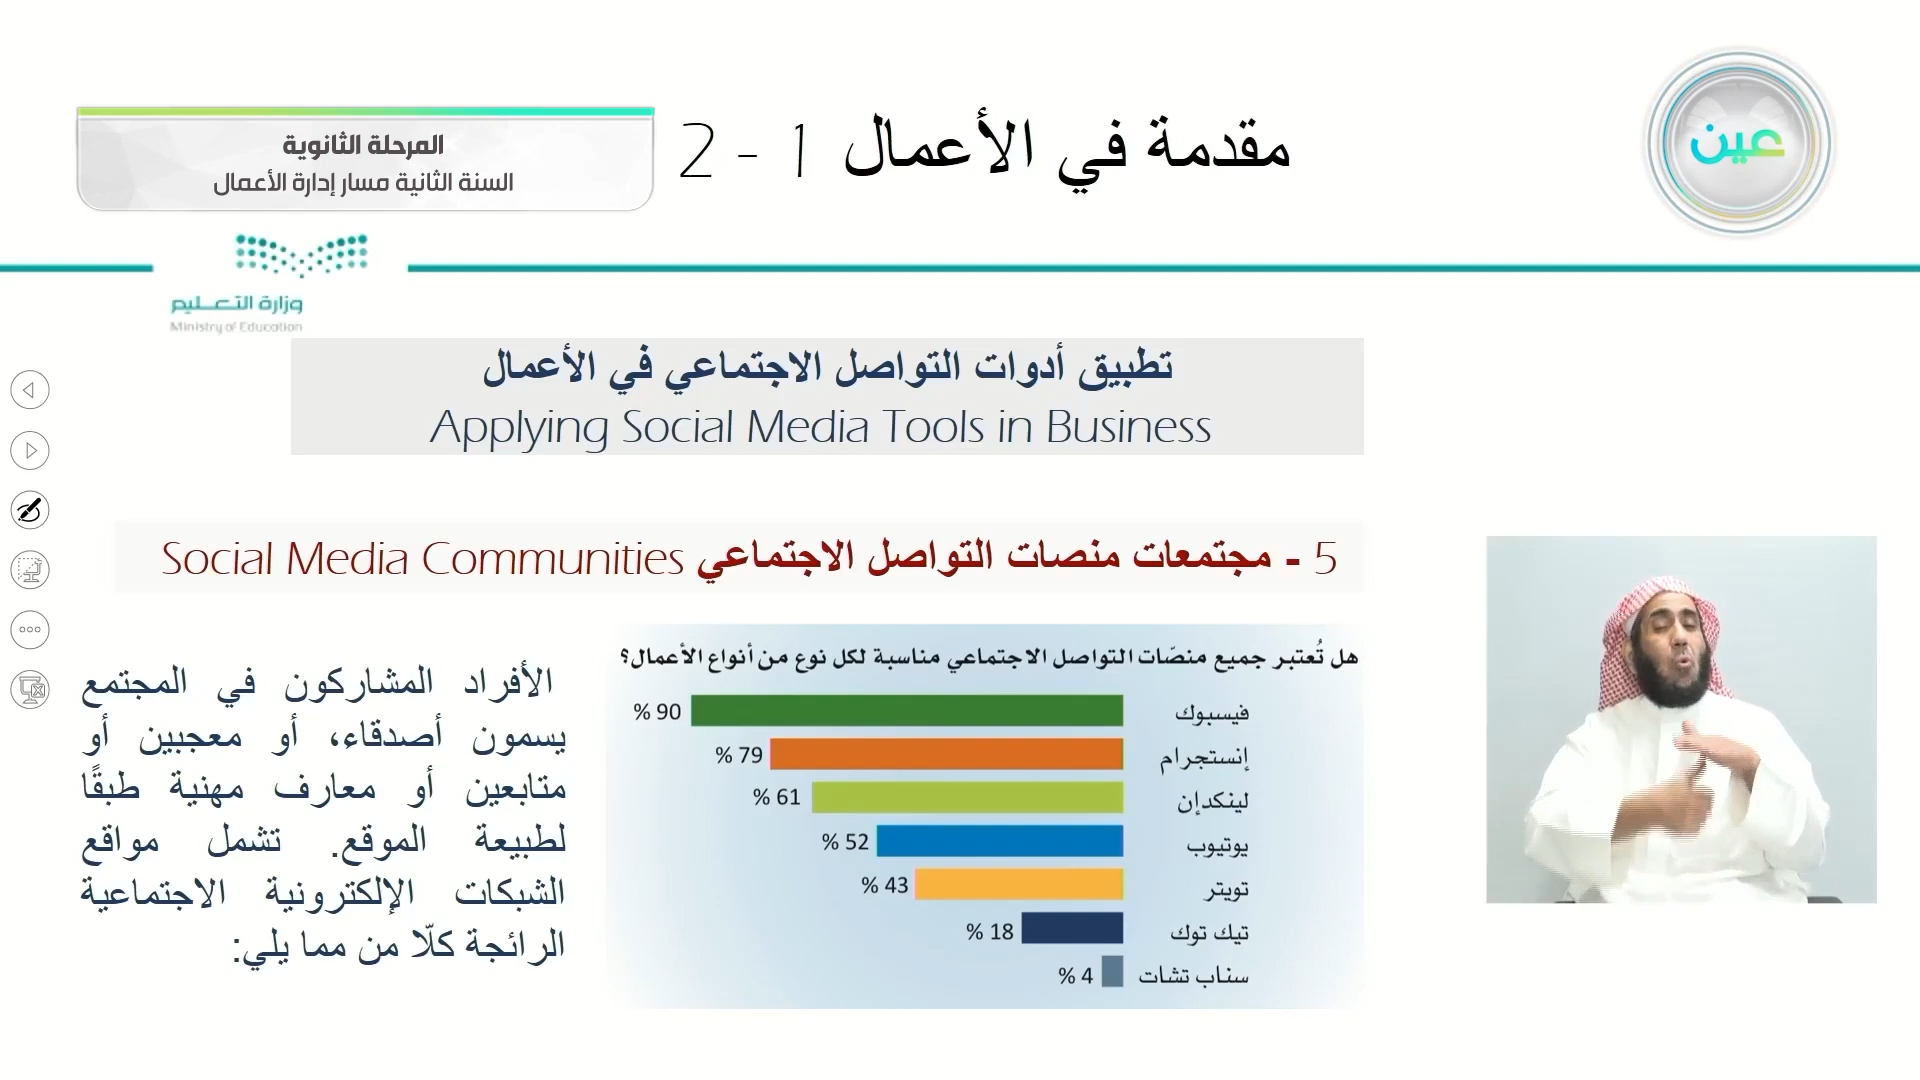 عين
مقدمة في الأعمال 1 - 2
المرحلة الثانوية
السنة الثانية مسار إدارة الأعمال
وزارة التعليم
Ministry of Education
تطبيق أدوات التواصل الاجتماعي في الأعمال
Applying Social Media Tools in Business
5 - مجتمعات منصات التواصل الاجتماعي Social Media Communities
هل تُعتبر جميع منصّات التواصل الاجتماعي مناسبة لكل نوع من أنواع الأعمال؟
فيسبوك 90 %
إنستجرام 79 %
لينكدإن 61 %
يوتيوب 52 %
تويتر 43 %
تيك توك 18 %
سناب تشات 4 %
الأفراد المشاركون في المجتمع
يسمون أصدقاء، أو معجبين أو
متابعين أو معارف مهنية طبقًا
لطبيعة الموقع. تشمل مواقع
الشبكات الإلكترونية الاجتماعية
الرائجة كلّا من مما يلي: